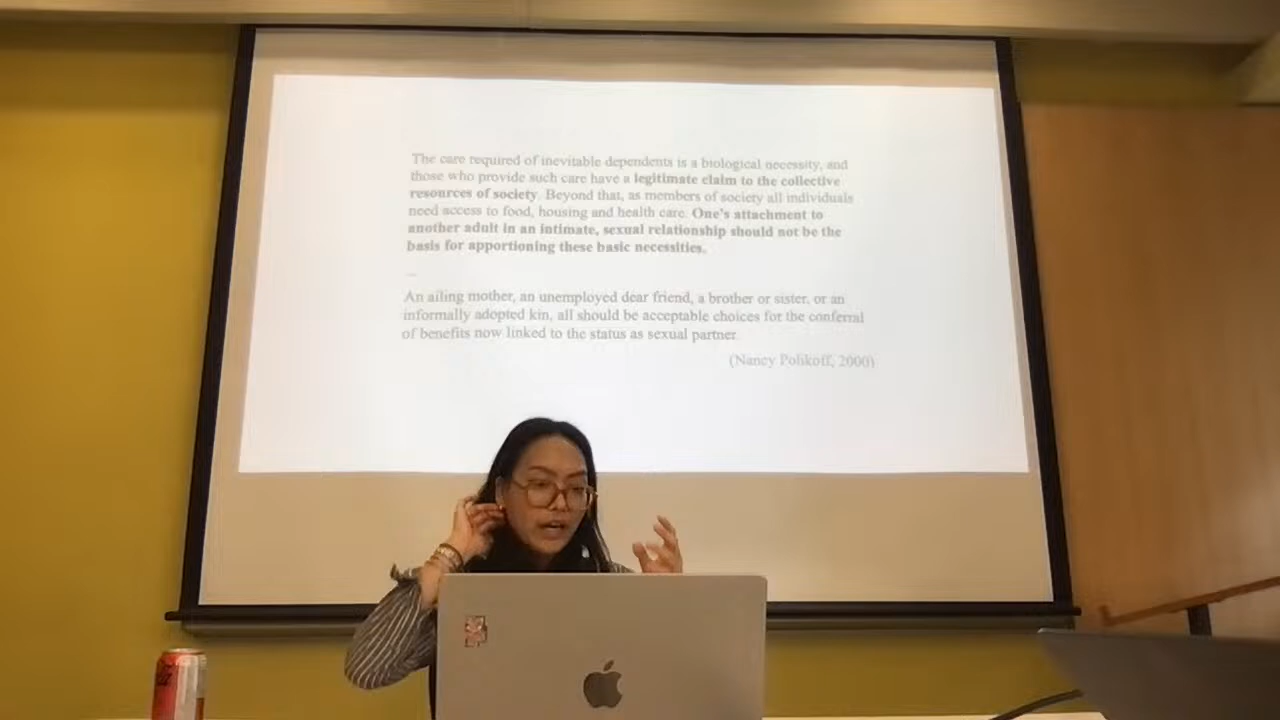 The care required of inevitable dependents is a biological necessity, and
those who provide such care have a legitimate claim to the collective
resources of society. Beyond that, as members of society all individuals
need access to food, housing and health care. One's attachment to
another adult in an intimate, sexual relationship should not be the
basis for apportioning these basic necessities.
...
An ailing mother, an unemployed dear friend, a brother or sister, or an
informally adopted kin, all should be acceptable choices for the conferral
of benefits now linked to the status as sexual partner.
(Nancy Polikoff, 2000)